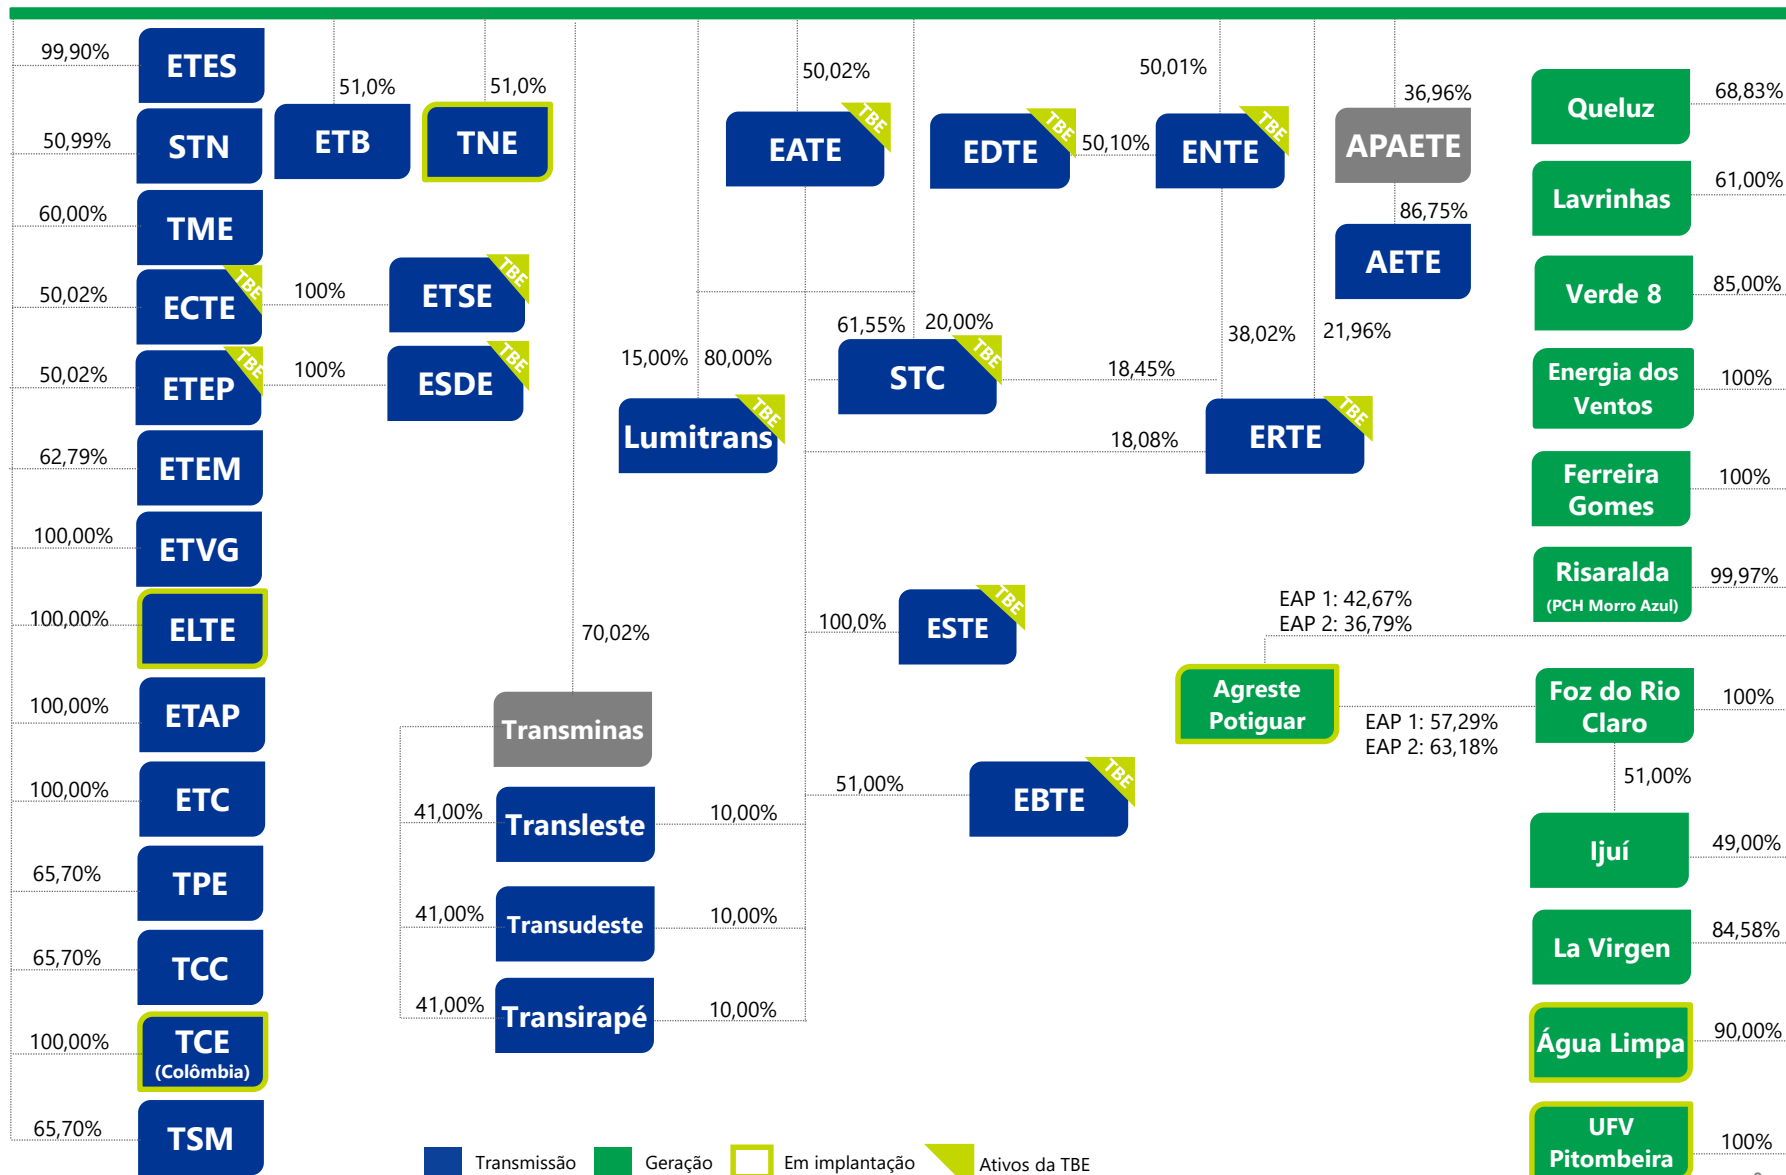 99,90%
ETES
50,99%
STN
60,00%
TME
50,02%
ECTE
TBE
50,02%
ETEP
TBE
62,79%
ETEM
100,00%
ETVG
100,00%
ELTE
100,00%
ETAP
100,00%
ETC
65,70%
TPE
65,70%
TCC
100,00%
TCE
(Colômbia)
65,70%
TSM
51,0%
ETB
51,0%
TNE
100%
ETSE
TBE
100%
ESDE
TBE
50,02%
EATE
TBE
EDTE
TBE
50,10%
50,01%
ENTE
TBE
36,96%
APAETE
86,75%
AETE
15,00%
80,00%
Lumitrans
TBE
61,55%
20,00%
STC
TBE
18,45%
38,02%
21,96%
18,08%
ERTE
TBE
70,02%
Transminas
100,0%
ESTE
TBE
51,00%
EBTE
TBE
41,00%
Transleste
10,00%
41,00%
Transudeste
10,00%
41,00%
Transirapé
10,00%
Queluz
68,83%
Lavrinhas
61,00%
Verde 8
85,00%
Energia dos
Ventos
100%
Ferreira
Gomes
100%
Risaralda
(PCH Morro Azul)
99,97%
EAP 1: 42,67%
EAP 2: 36,79%
Agreste
Potiguar
EAP 1: 57,29%
EAP 2: 63,18%
Foz do Rio
Claro
100%
51,00%
Ijuí
49,00%
La Virgen
84,58%
Água Limpa
90,00%
UFV
Pitombeira
100%
Transmissão
Geração
Em implantação
Ativos da TBE